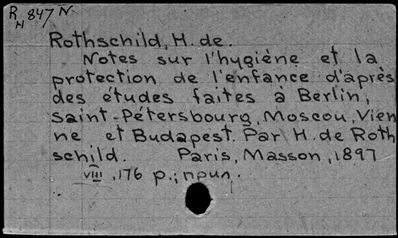 R 847 N
H
Rothschild, H. de.
Notes sur l'hygiène et la
protection de l'enfance d'après
des études faites à Berlin,
Saint-Pétersbourg, Moscou, Vien
ne et Budapest. Par H. de Roth
schild. Paris, Masson, 1897
VIII, 176 p.; прил.